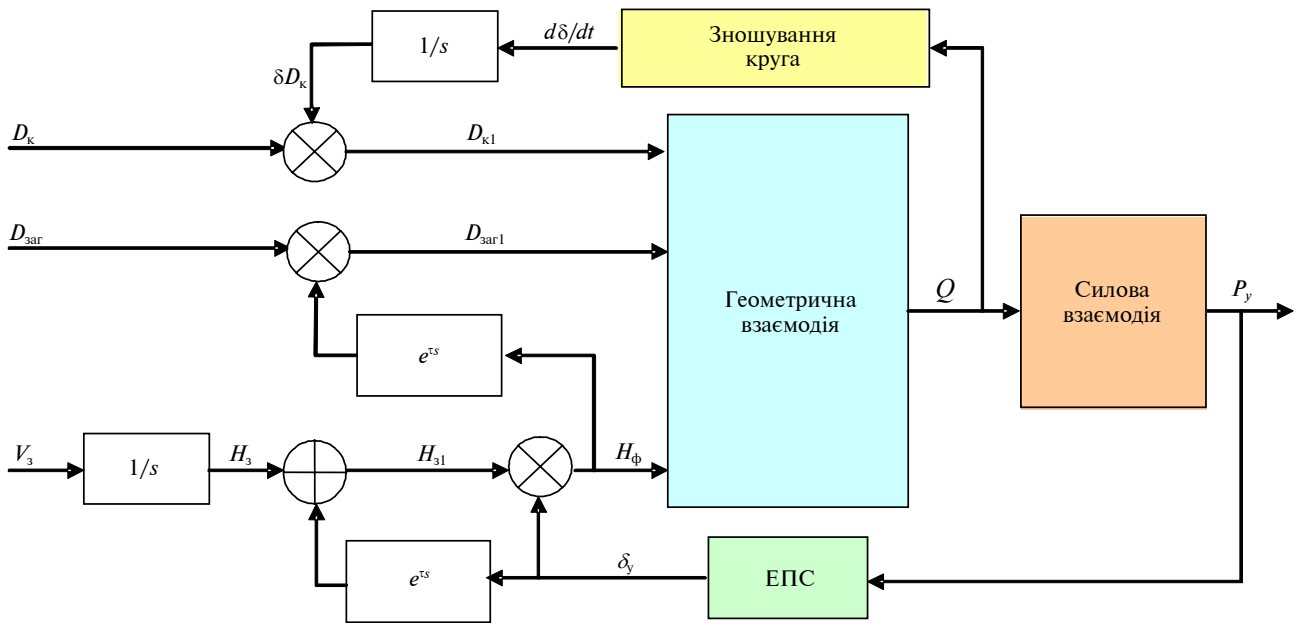 1/s
dδ/dt
Зношування
круга
δDк
Dк
Dк1
Dзаг
Dзаг1
Геометрична
взаємодія
Q
Силова
взаємодія
Py
e^τs
Vз
1/s
Hз
Hз1
Hф
e^τs
δy
ЕПС